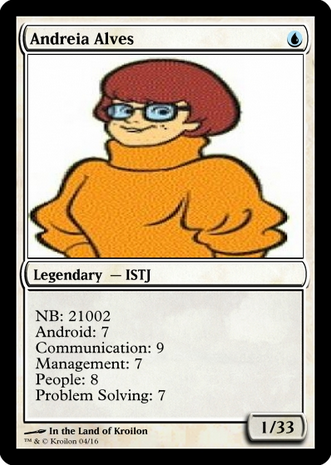 Andreia Alves
Legendary — ISTJ
NB: 21002
Android: 7
Communication: 9
Management: 7
People: 8
Problem Solving: 7
In the Land of Kroilon
™ & © Kroilon 04/16
1/33